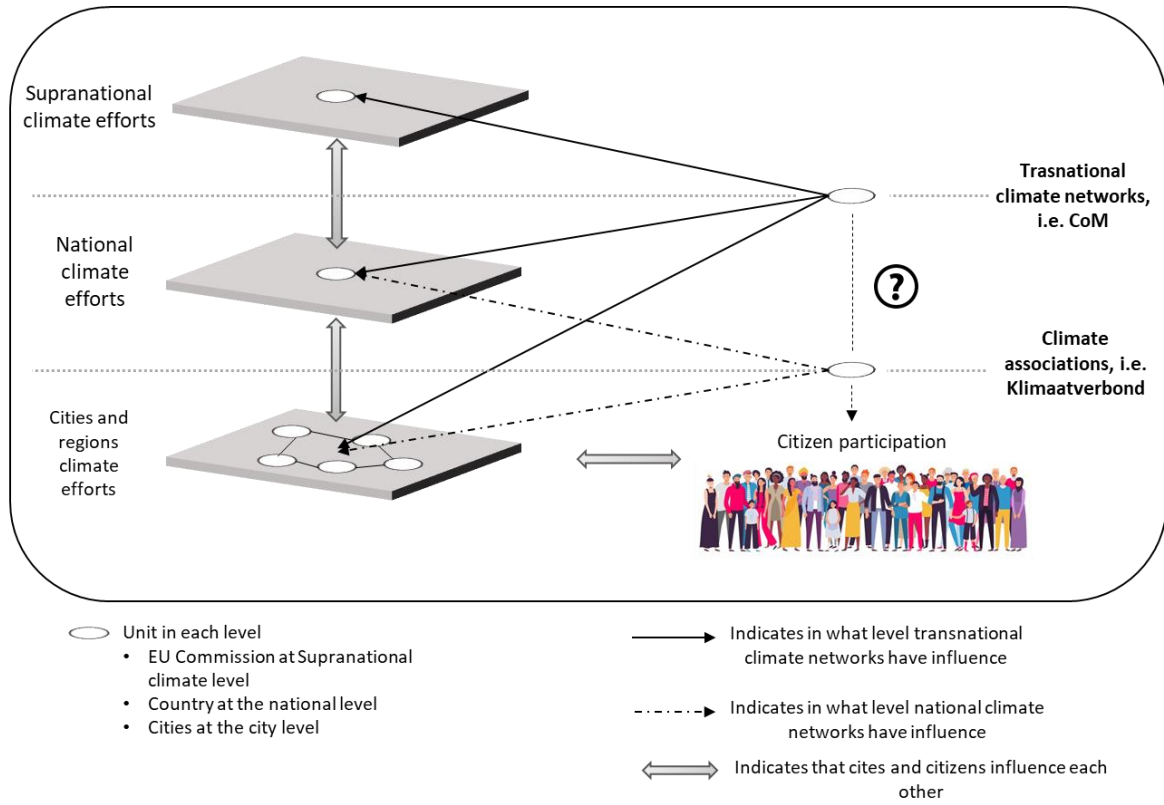 Supranational
climate efforts
Trasnational
climate networks,
i.e. CoM
National
climate
efforts
?
Climate
associations, i.e.
Klimaatverbond
Cities and
regions
climate
efforts
Citizen participation
Unit in each level
• EU Commission at Supranational
climate level
• Country at the national level
• Cities at the city level
Indicates in what level transnational
climate networks have influence
Indicates in what level national climate
networks have influence
Indicates that cites and citizens influence each
other